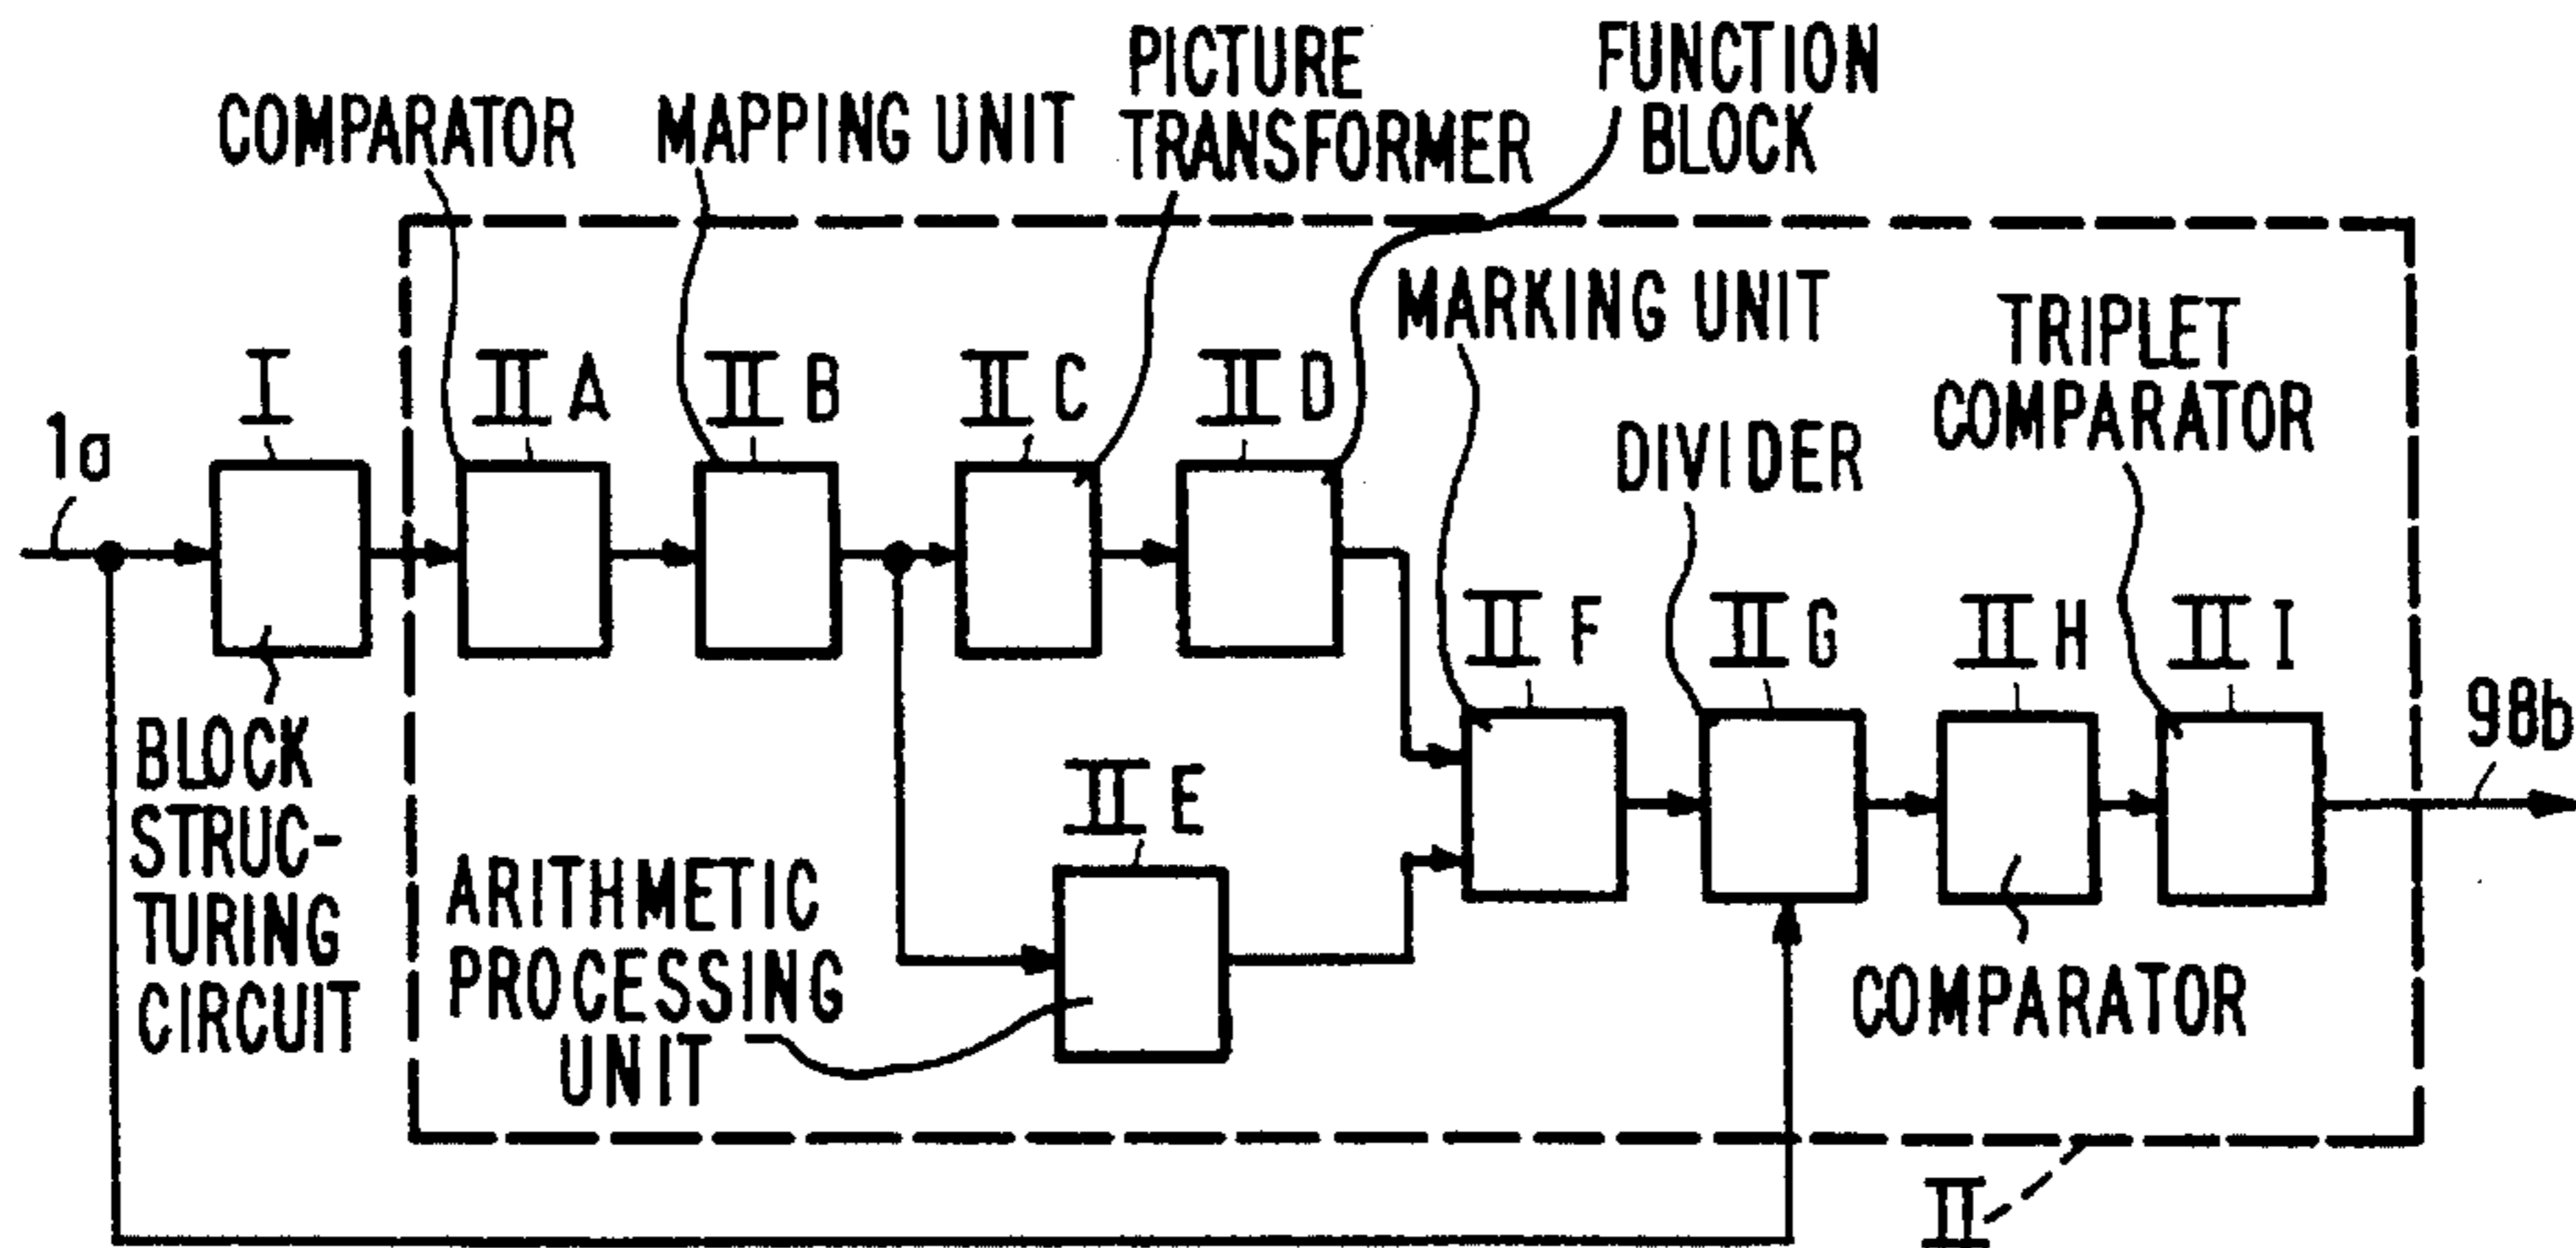 PICTURE
TRANSFORMER
FUNCTION
BLOCK
COMPARATOR
MAPPING UNIT
MARKING UNIT
TRIPLET
COMPARATOR
DIVIDER
1a
I
II A
II B
II C
II D
II F
II G
II H
II I
98b
BLOCK
STRUC-
TURING
CIRCUIT
II E
ARITHMETIC
PROCESSING
UNIT
COMPARATOR
II